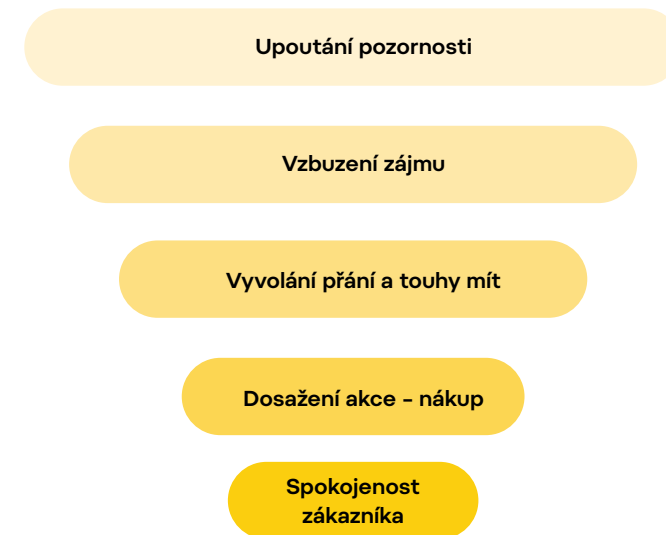 Upoutání pozornosti
Vzbuzení zájmu
Vyvolání přání a touhy mít
Dosažení akce - nákup
Spokojenost
zákazníka